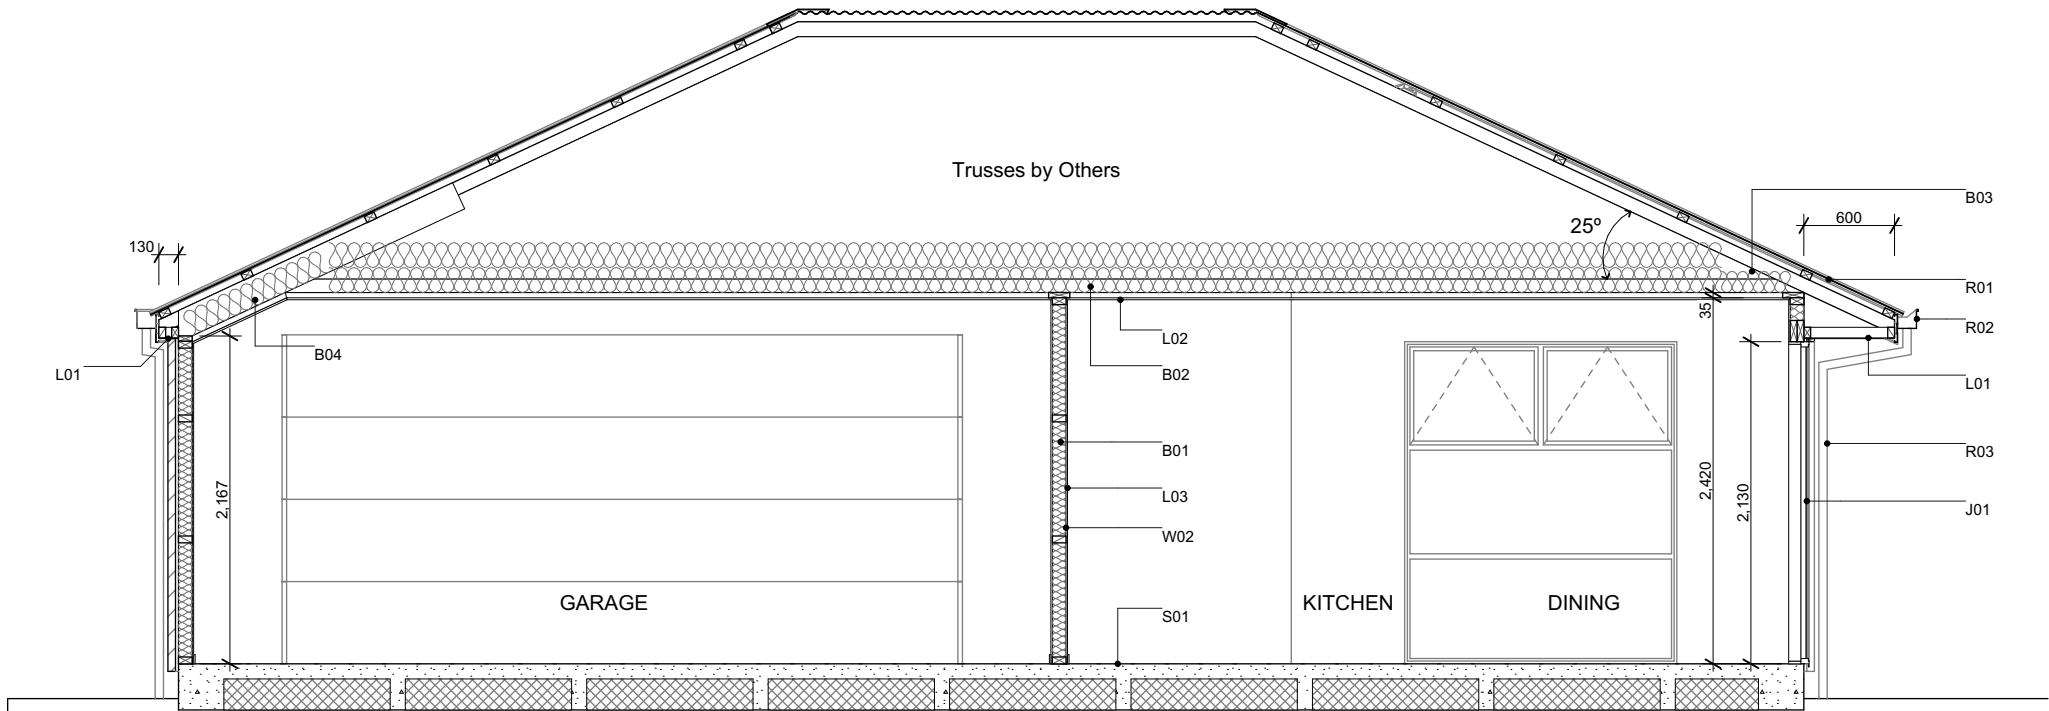 Trusses by Others
B03
600
25º
130
R01
35
R02
L02
B04
L01
B02
L01
B01
R03
2,167
L03
2,420
2,130
J01
W02
GARAGE
KITCHEN
DINING
S01